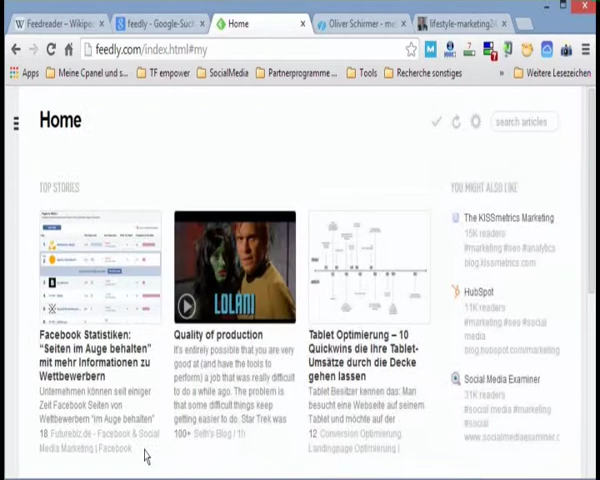 Feedreader – Wikipe
feedly - Google-Suc
Home
Oliver Schirmer - m
lifestyle-marketing2
feedly.com/index.html#my
Apps
Meine Cpanel und s...
TF empower
SocialMedia
Partnerprogramme ...
Tools
Recherche sonstiges
Weitere Lesezeichen
Home
search articles
TOP STORIES
YOU MIGHT ALSO LIKE
LOLANI
Facebook Statistiken:
“Seiten im Auge behalten”
mit mehr Informationen zu
Wettbewerbern
Unternehmen können seit einiger
Zeit Facebook Seiten von
Wettbewerbern “im Auge behalten”
18 Futurebiz.de - Facebook & Social
Media Marketing | Facebook
Quality of production
It's entirely possible that you are very
good at (and have the tools to
perform) a job that was really difficult
to do a while ago. The problem is
that some difficult things keep
getting easier to do. Star Trek was
100+ Seth's Blog / 1h
Tablet Optimierung – 10
Quickwins die Ihre Tablet-
Umsätze durch die Decke
gehen lassen
Tablet Besitzer kennen das: Man
besucht eine Webseite auf seinem
Tablet und möchte auf der
12 Conversion Optimierung,
Landingpage Optimierung |
The KISSmetrics Marketing
15K readers
#marketing #seo #analytics
blog.kissmetrics.com
HubSpot
11K readers
#marketing #seo #social
media
blog.hubspot.com/marketing
Social Media Examiner
31K readers
#social media #marketing
#social
www.socialmediaexaminer.c